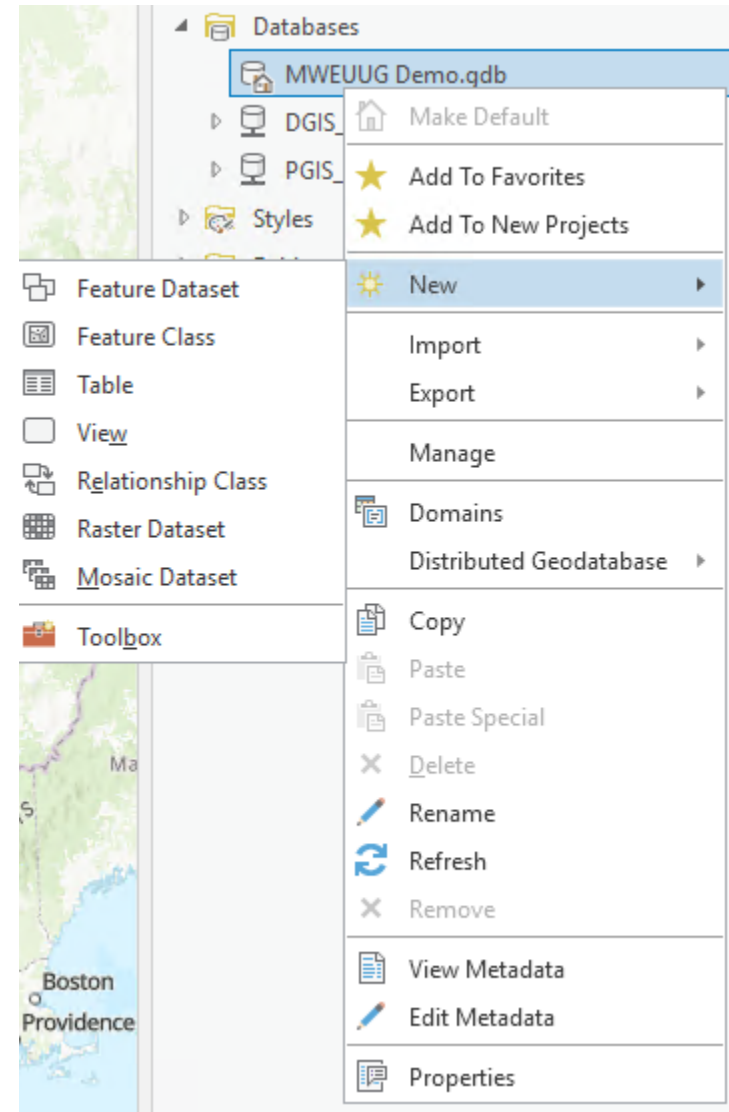 Databases
MWEUUG Demo.gdb
DGIS_
PGIS_
Styles
Make Default
Add To Favorites
Add To New Projects
New
Import
Export
Manage
Domains
Distributed Geodatabase
Copy
Paste
Paste Special
Delete
Rename
Refresh
Remove
View Metadata
Edit Metadata
Properties
Feature Dataset
Feature Class
Table
View
Relationship Class
Raster Dataset
Mosaic Dataset
Toolbox
Ma
S
Boston
Providence